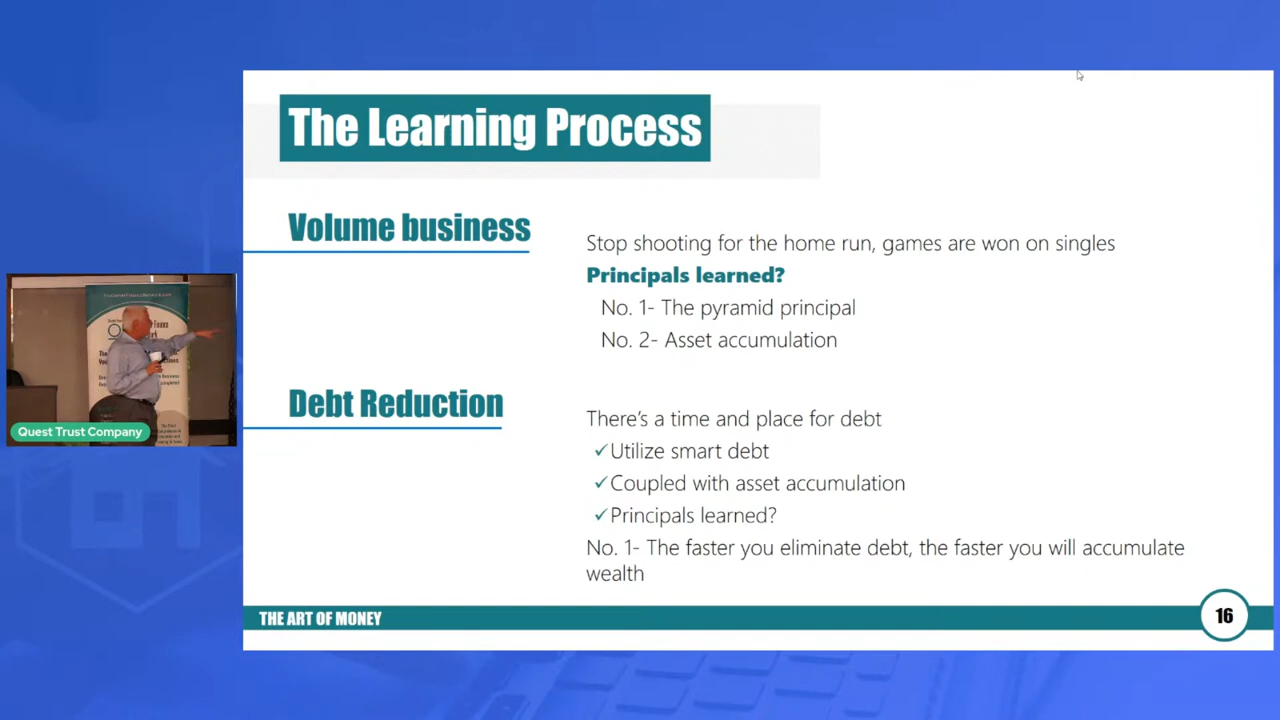 The Learning Process
Volume business
Stop shooting for the home run, games are won on singles
Principals learned?
No. 1- The pyramid principal
No. 2- Asset accumulation
Debt Reduction
There's a time and place for debt
✓Utilize smart debt
✓Coupled with asset accumulation
✓Principals learned?
No. 1- The faster you eliminate debt, the faster you will accumulate
wealth
THE ART OF MONEY
16
Quest Trust Company